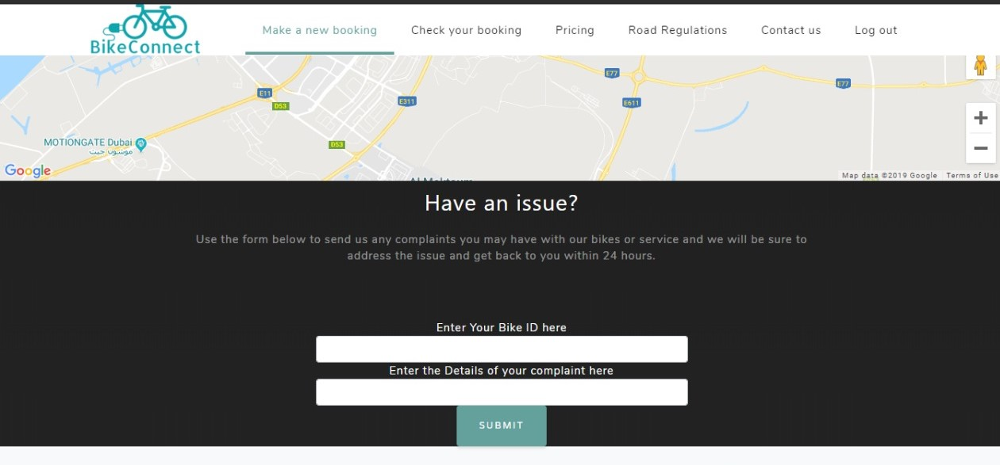 BikeConnect
Make a new booking
Check your booking
Pricing
Road Regulations
Contact us
Log out
E77
E77
E11
E311
E611
D53
MOTIONGATE Dubai
موشون جيت
D53
Google
Map data ©2019 Google
Terms of Use
Have an issue?
Use the form below to send us any complaints you may have with our bikes or service and we will be sure to
address the issue and get back to you within 24 hours.
Enter Your Bike ID here
Enter the Details of your complaint here
SUBMIT